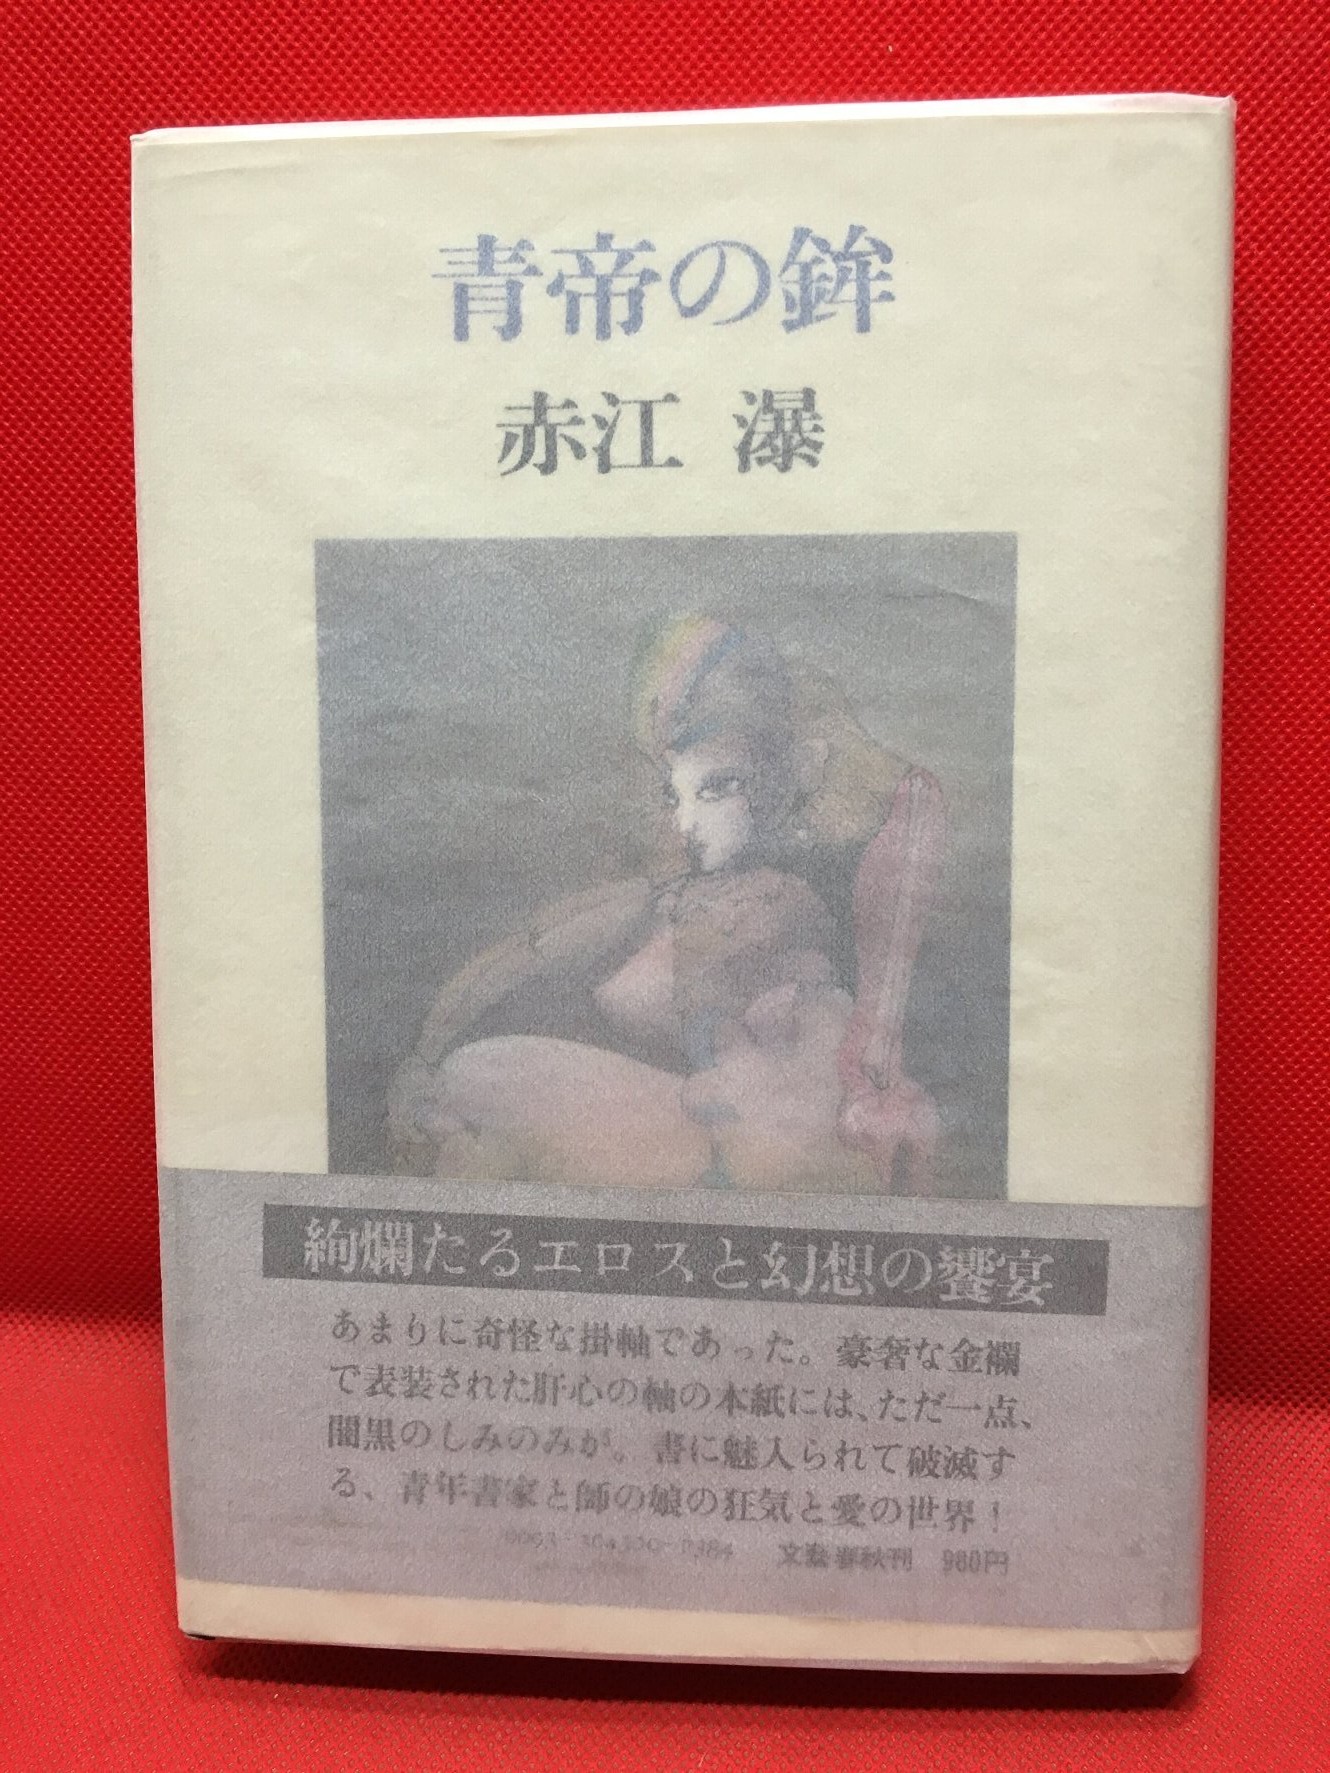 青帝の鉾
赤江 瀑
絢爛たるエロスと幻想の饗宴
あまりに奇怪な掛軸であった。豪奢な金襴
で表装された肝心の軸の本紙には、ただ一点、
闇黒のしみのみが。書に魅入られて破滅す
る、青年書家と師の娘の狂気と愛の世界！
文藝春秋刊 980円